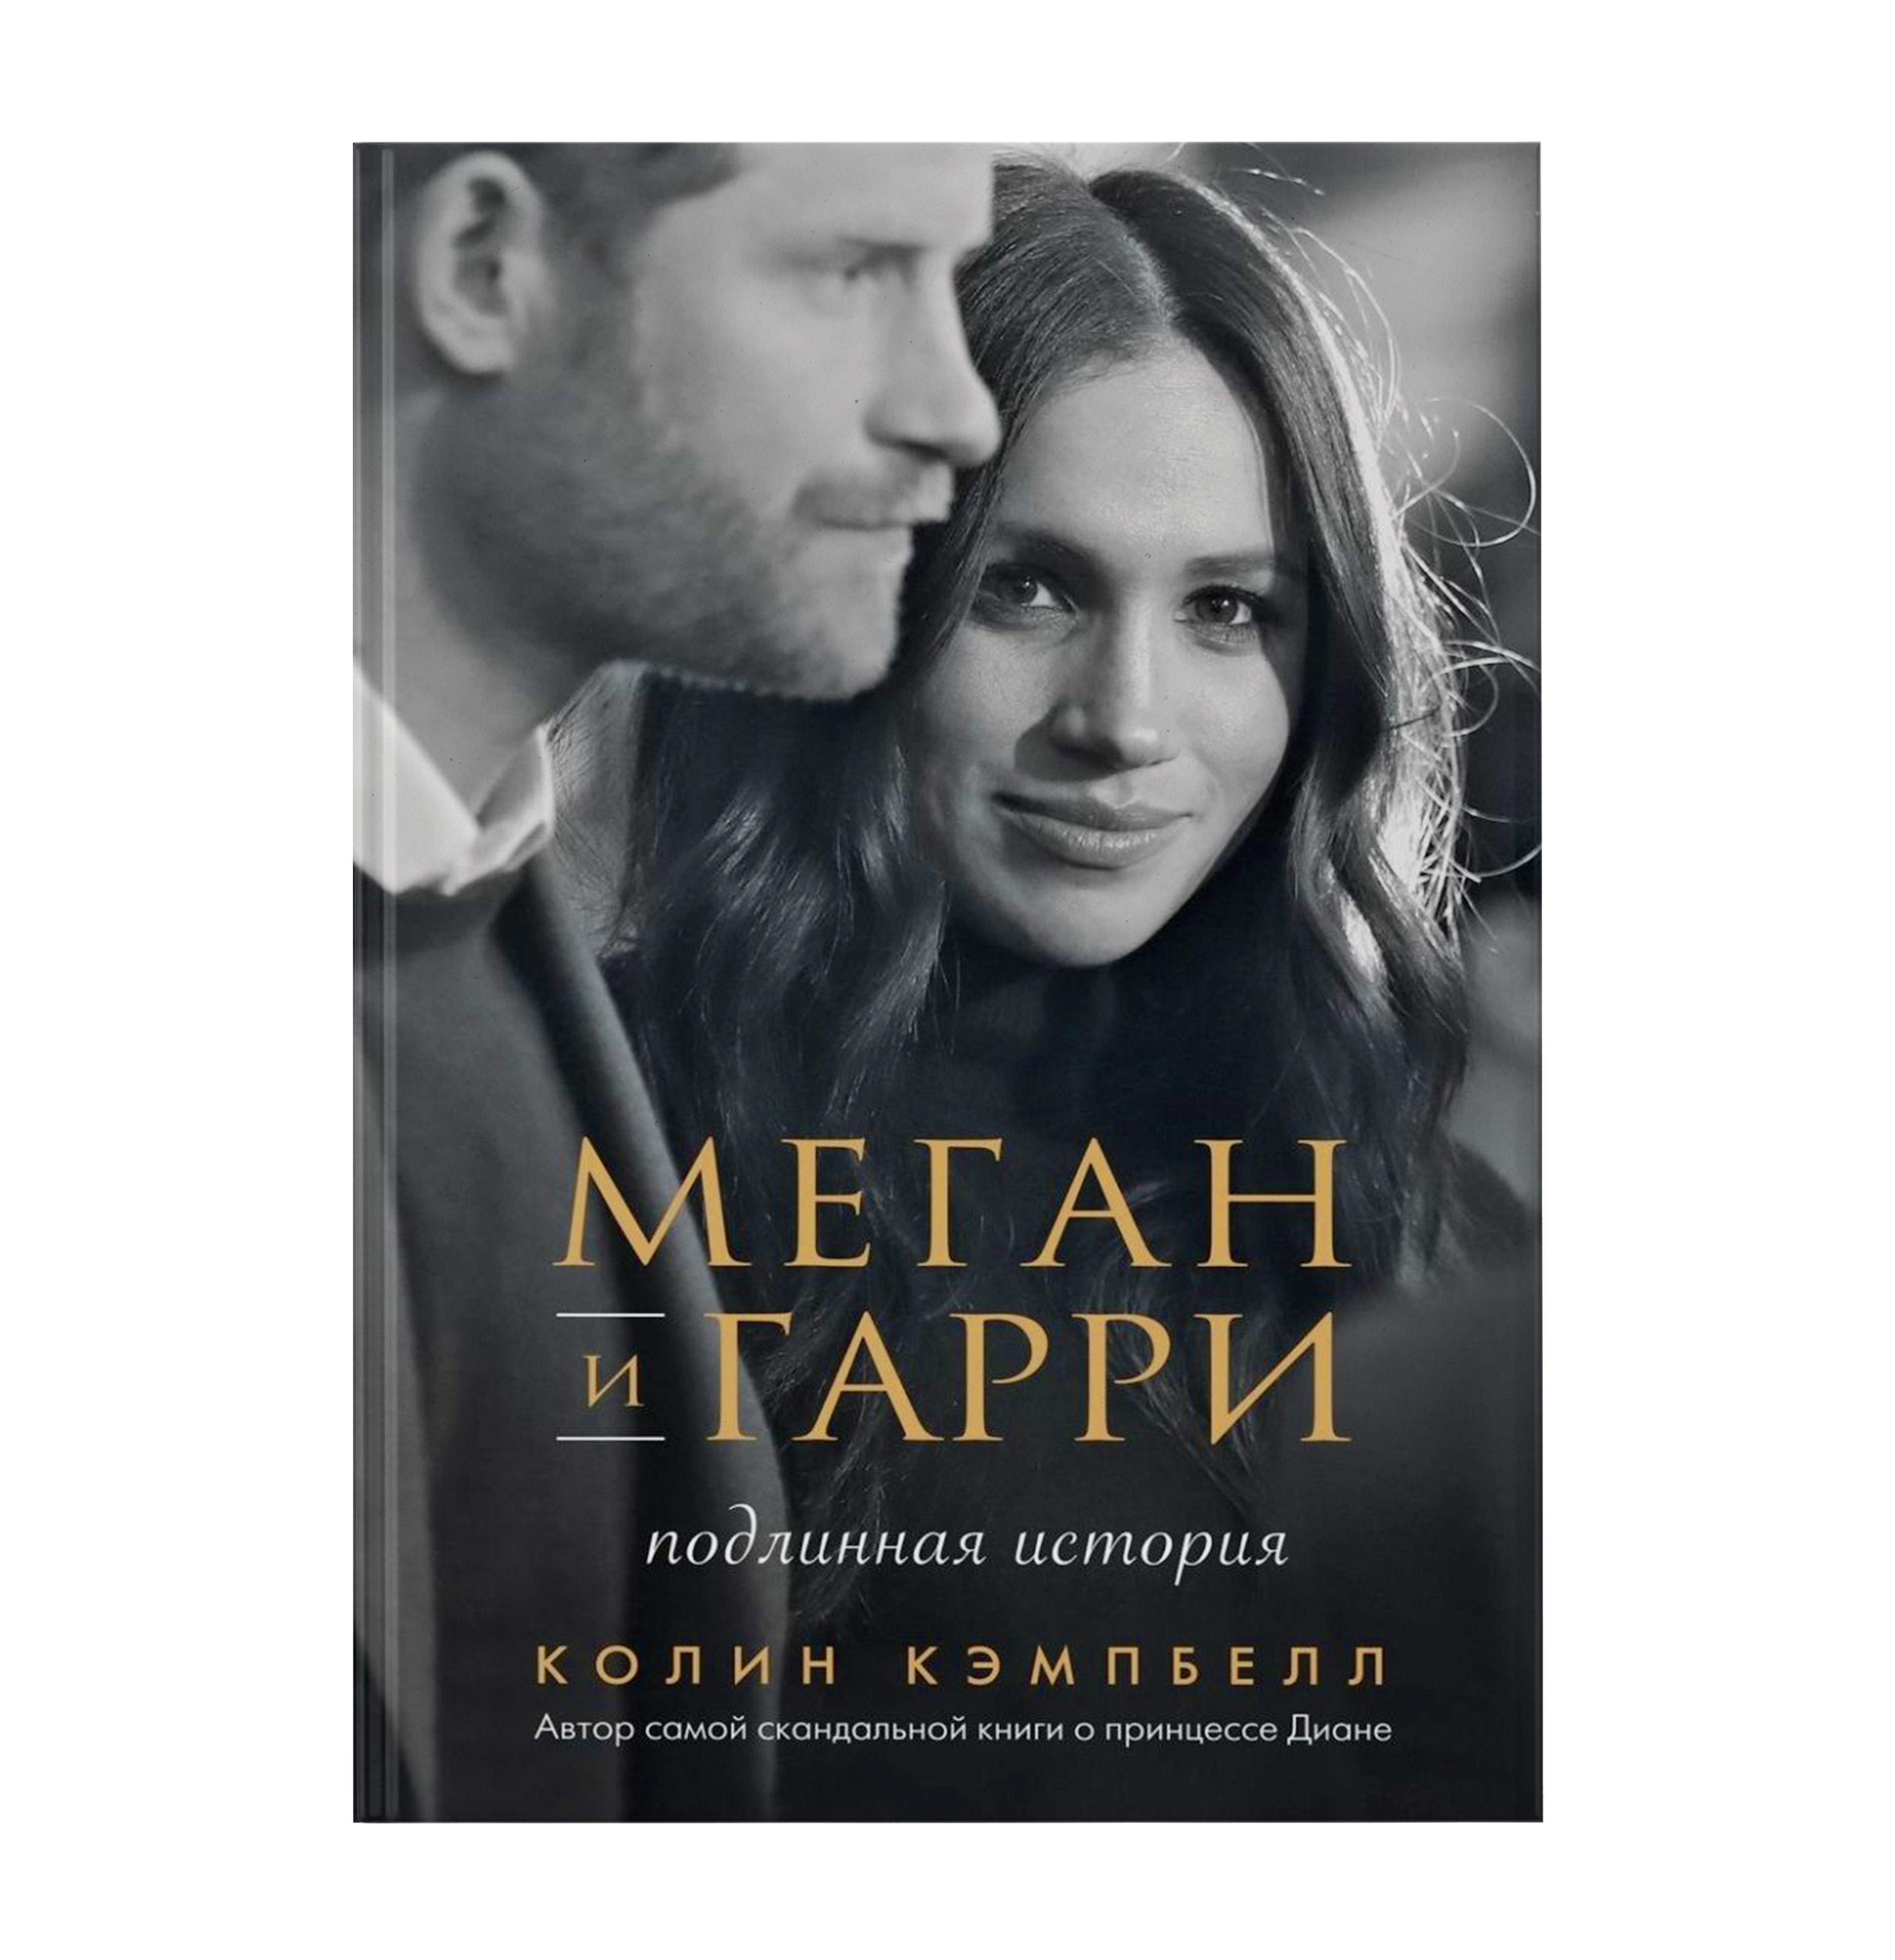 МЕГАН
И ГАРРИ
подлинная история
КОЛИН КЭМПБЕЛЛ
Автор самой скандальной книги о принцессе Диане